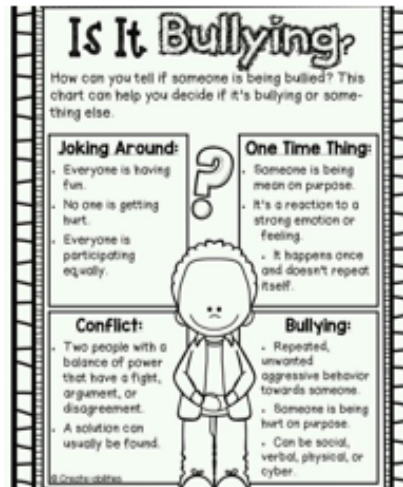 Is It Bullying?
How can you tell if someone is being bullied? This
chart can help you decide if it's bullying or some-
thing else.
Joking Around:
. Everyone is having
fun.
. No one is getting
hurt.
. Everyone is
participating
equally.
?
One Time Thing:
. Someone is being
mean on purpose.
. It's a reaction to a
strong emotion or
feeling.
. It happens once
and doesn't repeat
itself.
Conflict:
. Two people with a
balance of power
that have a fight,
argument, or
disagreement.
. A solution can
usually be found.
Bullying:
. Repeated,
unwanted
aggressive behavior
towards someone.
. Someone is being
hurt on purpose.
. Can be social,
verbal, physical, or
cyber.
© Create-abilities